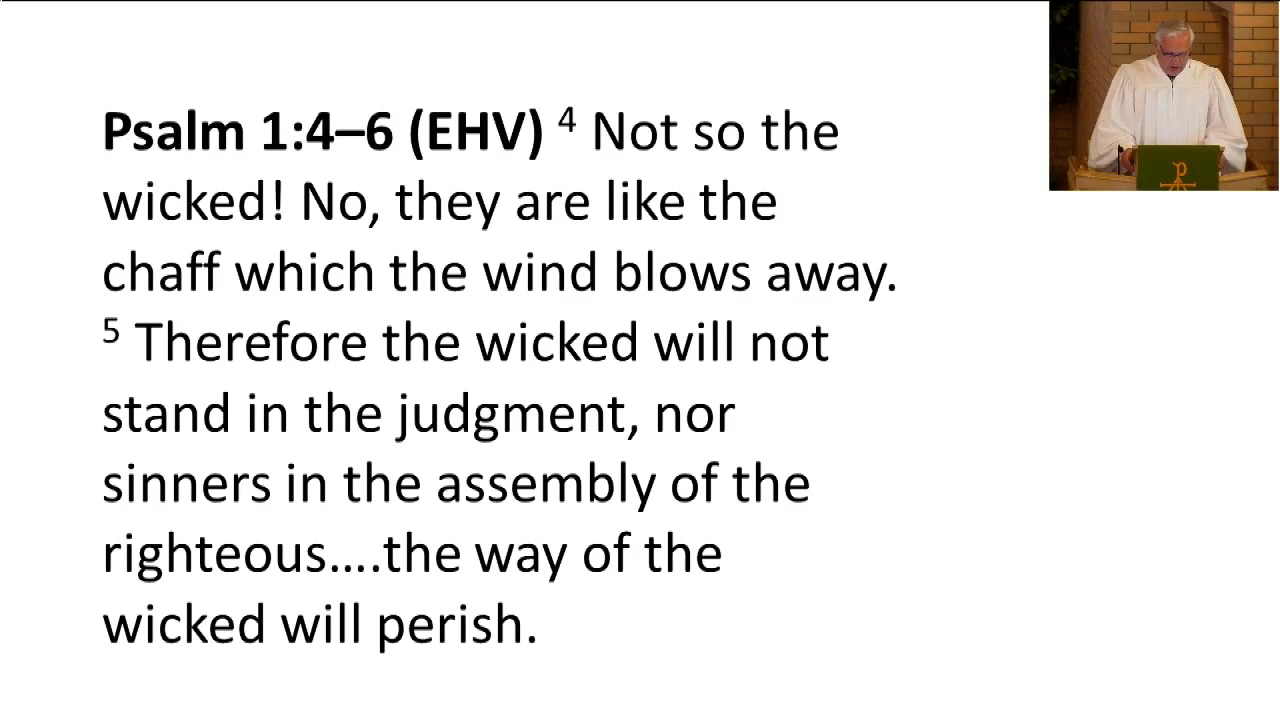 Psalm 1:4–6 (EHV) ⁴ Not so the
wicked! No, they are like the
chaff which the wind blows away.
⁵ Therefore the wicked will not
stand in the judgment, nor
sinners in the assembly of the
righteous....the way of the
wicked will perish.